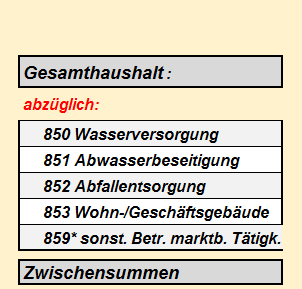 Gesamthaushalt :
abzüglich:
850 Wasserversorgung
851 Abwasserbeseitigung
852 Abfallentsorgung
853 Wohn-/Geschäftsgebäude
859* sonst. Betr. marktb. Tätigk.
Zwischensummen